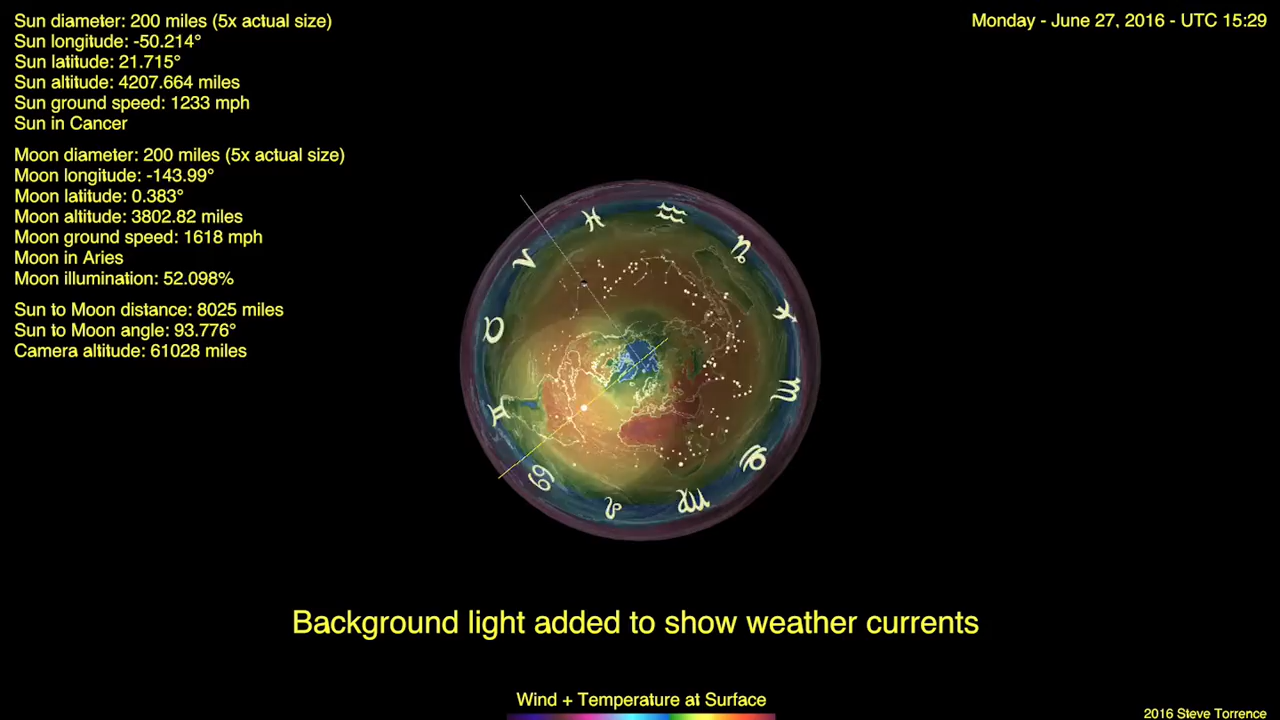 Sun diameter: 200 miles (5x actual size)
Sun longitude: -50.214°
Sun latitude: 21.715°
Sun altitude: 4207.664 miles
Sun ground speed: 1233 mph
Sun in Cancer
Monday - June 27, 2016 - UTC 15:29
Moon diameter: 200 miles (5x actual size)
Moon longitude: -143.99°
Moon latitude: 0.383°
Moon altitude: 3802.82 miles
Moon ground speed: 1618 mph
Moon in Aries
Moon illumination: 52.098%
Sun to Moon distance: 8025 miles
Sun to Moon angle: 93.776°
Camera altitude: 61028 miles
Background light added to show weather currents
Wind + Temperature at Surface
2016 Steve Torrence